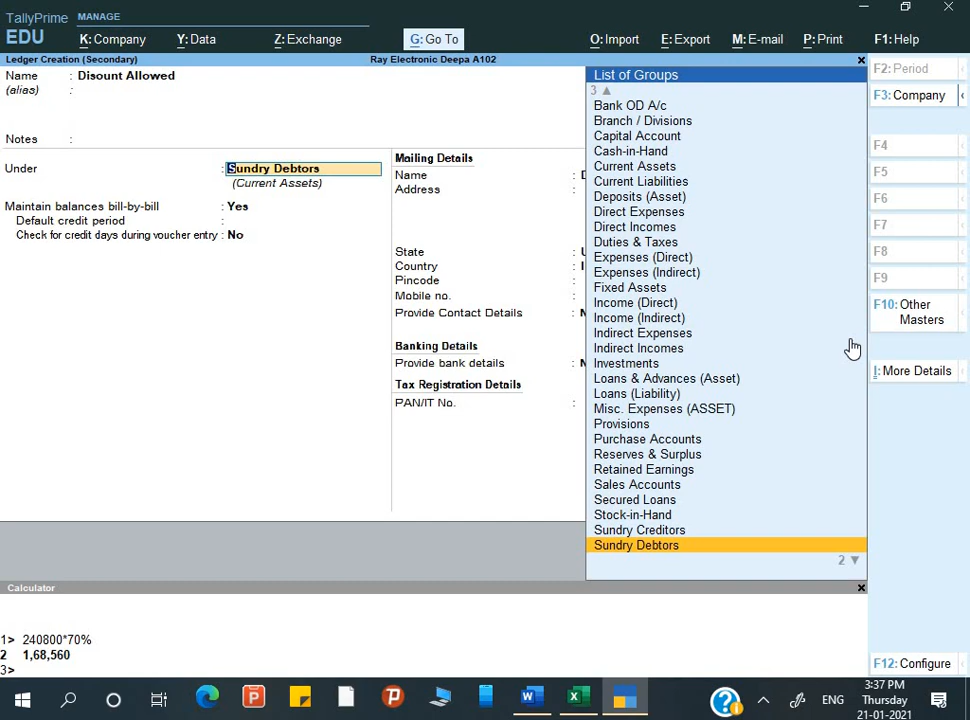 TallyPrime MANAGE
EDU K:Company Y:Data Z:Exchange G:Go To O:Import E:Export M:E-mail P:Print F1:Help
Ledger Creation (Secondary) Ray Electronic Deepa A102
Name : Disount Allowed
(alias) :
Notes :
Under : Sundry Debtors
(Current Assets)
Maintain balances bill-by-bill : Yes
Default credit period :
Check for credit days during voucher entry : No
Mailing Details
Name :
Address :
State :
Country :
Pincode :
Mobile no. :
Provide Contact Details :
Banking Details
Provide bank details :
Tax Registration Details
PAN/IT No. :
List of Groups
3
Bank OD A/c
Branch / Divisions
Capital Account
Cash-in-Hand
Current Assets
Current Liabilities
Deposits (Asset)
Direct Expenses
Direct Incomes
Duties & Taxes
Expenses (Direct)
Expenses (Indirect)
Fixed Assets
Income (Direct)
Income (Indirect)
Indirect Expenses
Indirect Incomes
Investments
Loans & Advances (Asset)
Loans (Liability)
Misc. Expenses (ASSET)
Provisions
Purchase Accounts
Reserves & Surplus
Retained Earnings
Sales Accounts
Secured Loans
Stock-in-Hand
Sundry Creditors
Sundry Debtors
2
F2: Period
F3: Company
F4
F5
F6
F7
F8
F9
F10: Other
Masters
I: More Details
F12: Configure
Calculator
1> 240800*70%
2 1,68,560
3>
ENG
3:37 PM
Thursday
21-01-2021